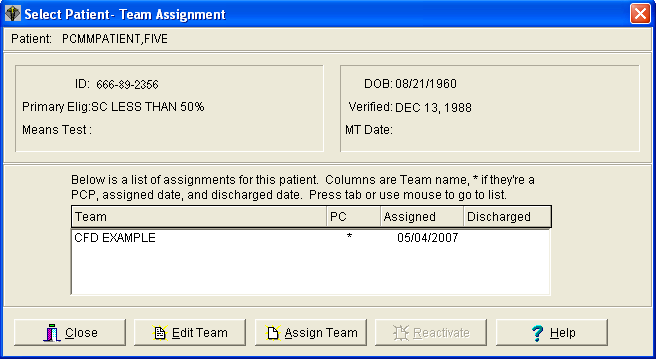 Select Patient- Team Assignment
Patient: PCMMPATIENT,FIVE
ID: 666-89-2356
Primary Elig:SC LESS THAN 50%
Means Test :
DOB: 08/21/1960
Verified: DEC 13, 1988
MT Date:
Below is a list of assignments for this patient. Columns are Team name, * if they're a
PCP, assigned date, and discharged date. Press tab or use mouse to go to list.
Team PC Assigned Discharged
CFD EXAMPLE * 05/04/2007
Close Edit Team Assign Team Reactivate ? Help